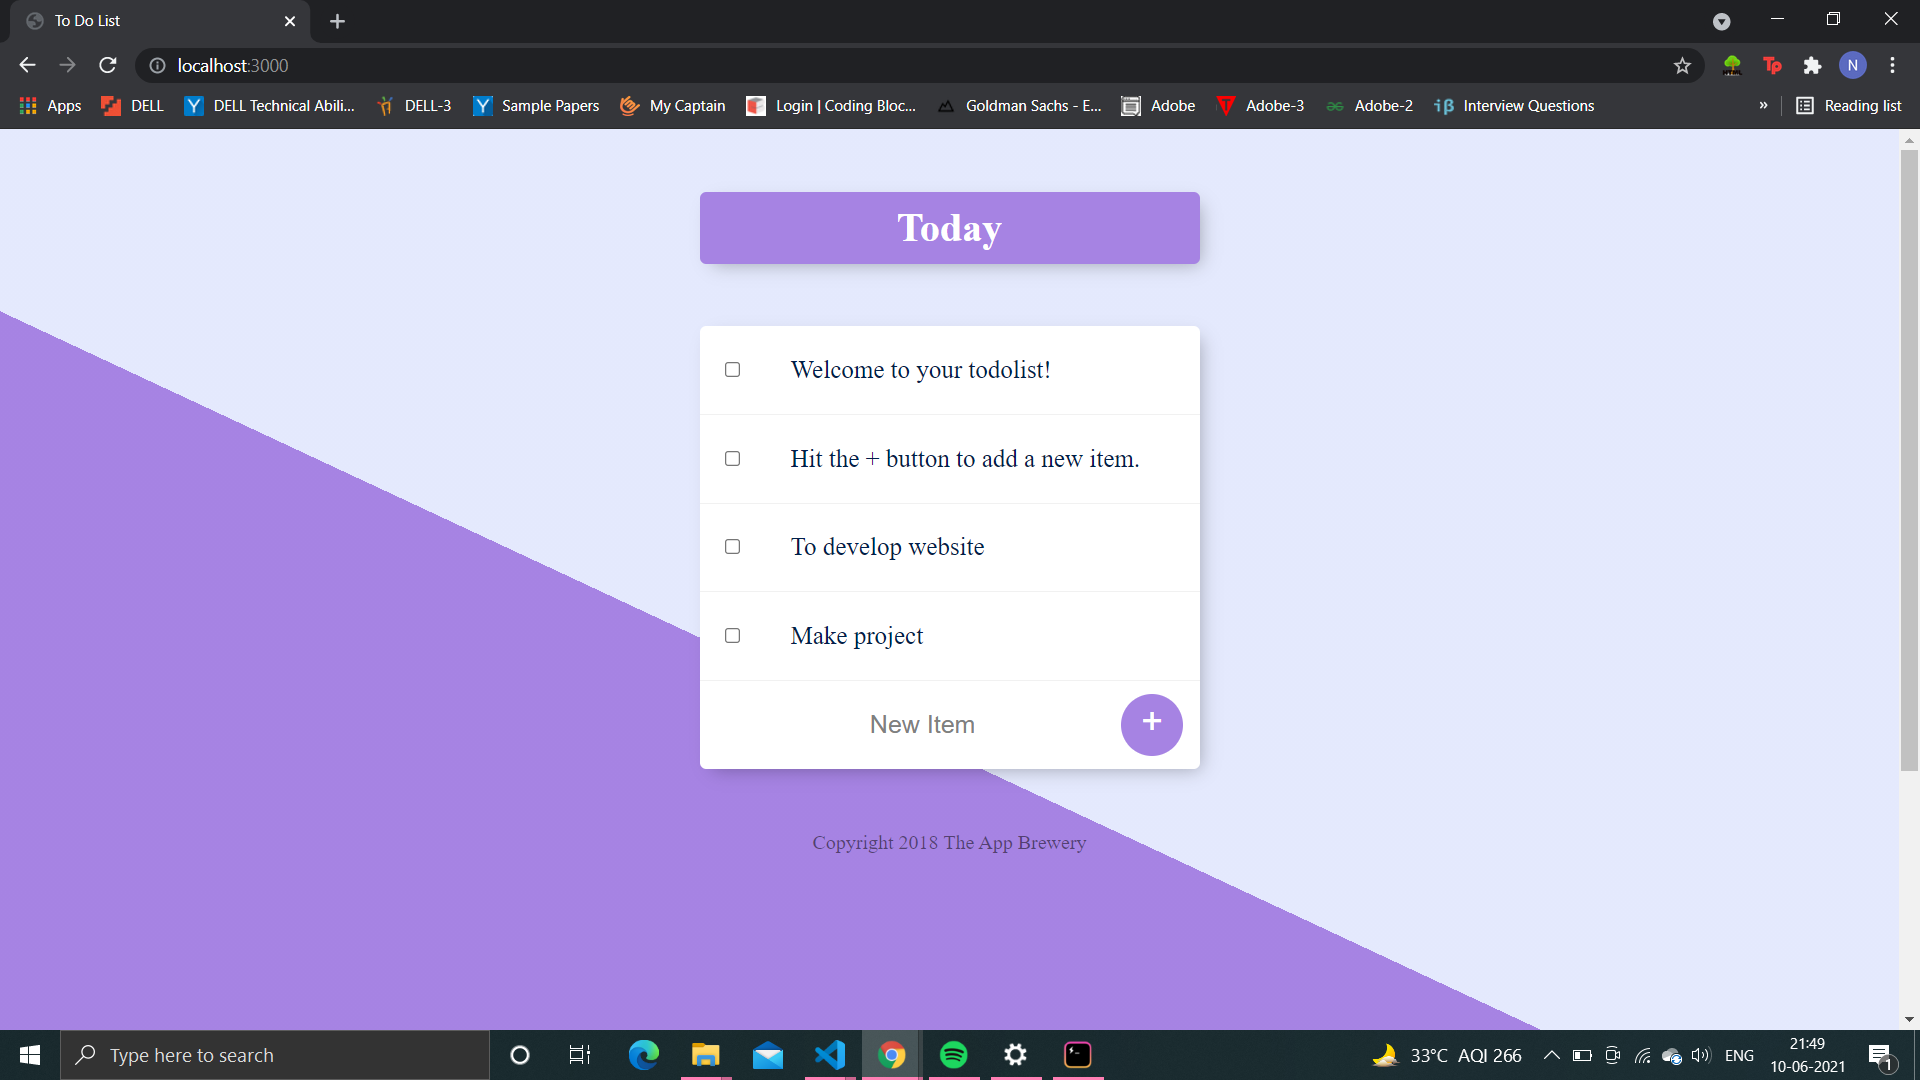 To Do List
localhost:3000
N
Apps
DELL
DELL Technical Abili...
DELL-3
Sample Papers
My Captain
Login | Coding Bloc...
Goldman Sachs - E...
Adobe
Adobe-3
Adobe-2
Interview Questions
»
Reading list
Today
Welcome to your todolist!
Hit the + button to add a new item.
To develop website
Make project
New Item
+
Copyright 2018 The App Brewery
Type here to search
33°C AQI 266
ENG
21:49
10-06-2021
1